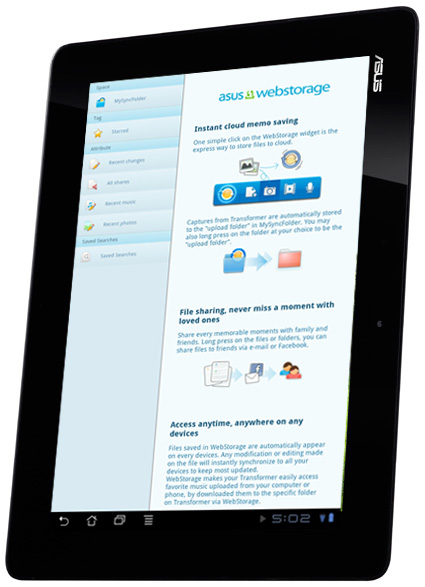 ASUS
Space
MySyncFolder
Tag
Starred
Attribute
Recent changes
All shares
Recent music
Recent photos
Saved Searches
Saved Searches
asus webstorage
Instant cloud memo saving
One simple click on the WebStorage widget is the
express way to store files to cloud.
Captures from Transformer are automatically stored
to the "upload folder" in MySyncFolder. You may
also long press on the folder at your choice to be the
"upload folder".
File sharing, never miss a moment with
loved ones
Share every memorable moments with family and
friends. Long press on the files or folders, you can
share files to friends via e-mail or Facebook.
Access anytime, anywhere on any
devices
Files saved in WebStorage are automatically appear
on every devices. Any modification or editing made
on the file will instantly synchronize to all your
devices to keep most updated.
WebStorage makes your Transformer easily access
favorite music uploaded from your computer or
phone, by downloaded them to the specific folder
on Transformer via WebStorage.
5:02